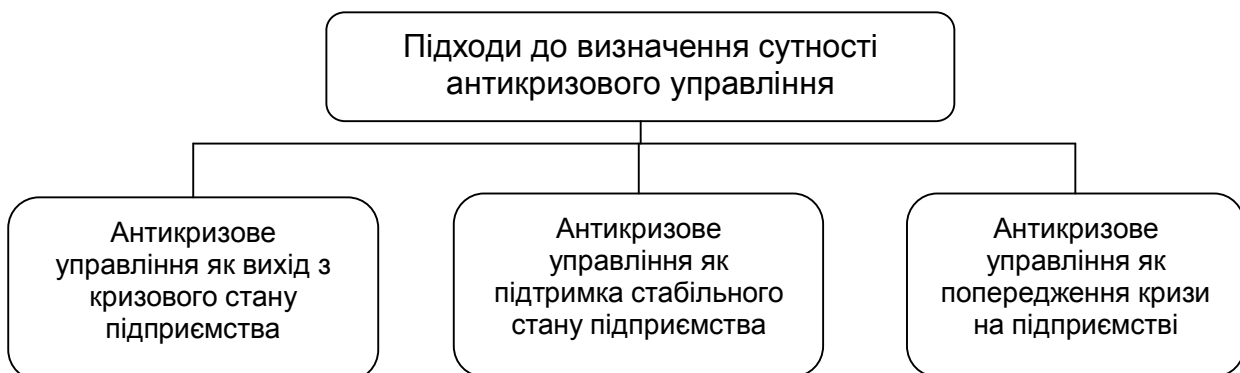 Підходи до визначення сутності
антикризового управління
Антикризове
управління як вихід з
кризового стану
підприємства
Антикризове
управління як
підтримка стабільного
стану підприємства
Антикризове
управління як
попередження кризи
на підприємстві